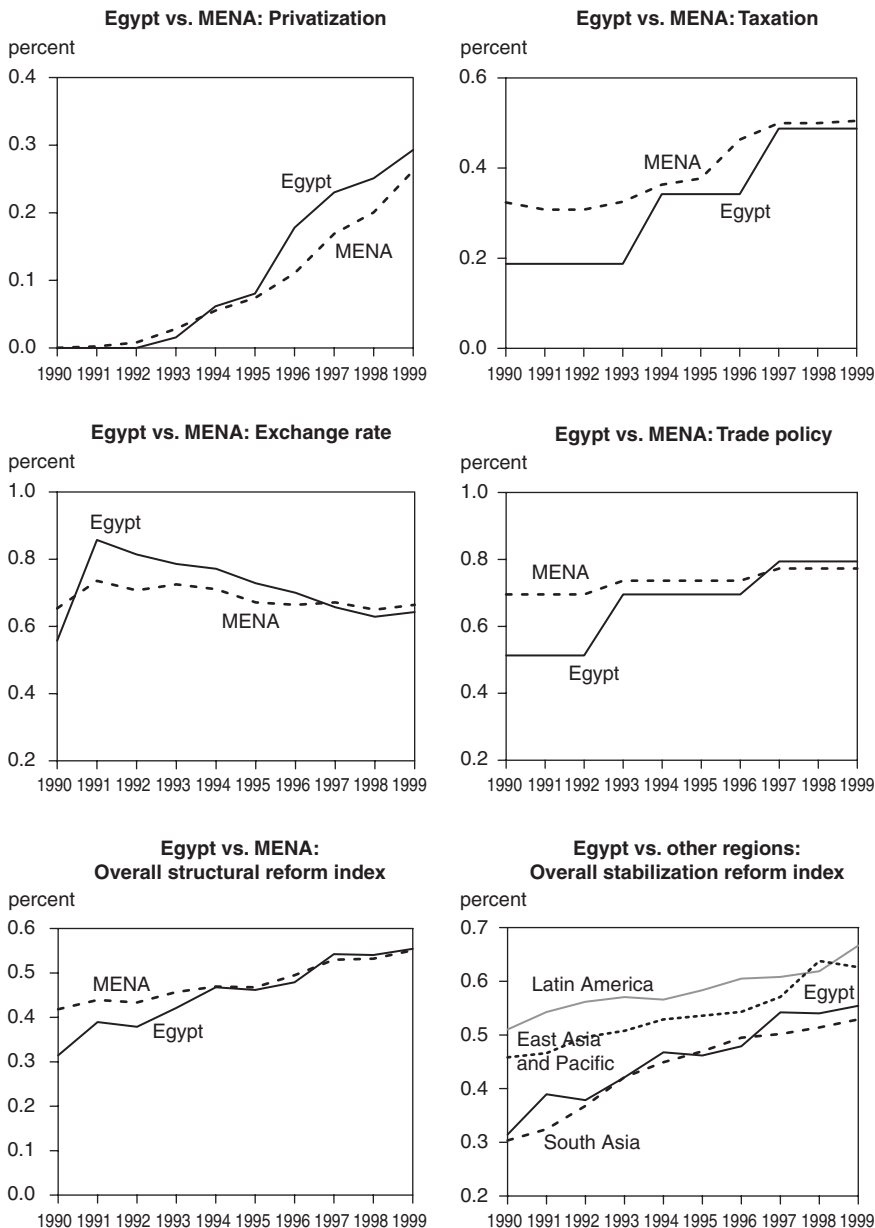 Egypt vs. MENA: Privatization
percent
0.4
0.3
0.2
0.1
0.0
Egypt
MENA
1990 1991 1992 1993 1994 1995 1996 1997 1998 1999
Egypt vs. MENA: Taxation
percent
0.6
0.4
0.2
0.0
MENA
Egypt
1990 1991 1992 1993 1994 1995 1996 1997 1998 1999
Egypt vs. MENA: Exchange rate
percent
1.0
0.8
0.6
0.4
0.2
Egypt
MENA
1990 1991 1992 1993 1994 1995 1996 1997 1998 1999
Egypt vs. MENA: Trade policy
percent
1.0
0.8
0.6
0.4
0.2
MENA
Egypt
1990 1991 1992 1993 1994 1995 1996 1997 1998 1999
Egypt vs. MENA:
Overall structural reform index
percent
0.6
0.5
0.4
0.3
0.2
0.1
0.0
MENA
Egypt
1990 1991 1992 1993 1994 1995 1996 1997 1998 1999
Egypt vs. other regions:
Overall stabilization reform index
percent
0.7
0.6
0.5
0.4
0.3
0.2
Latin America
Egypt
East Asia
and Pacific
South Asia
1990 1991 1992 1993 1994 1995 1996 1997 1998 1999